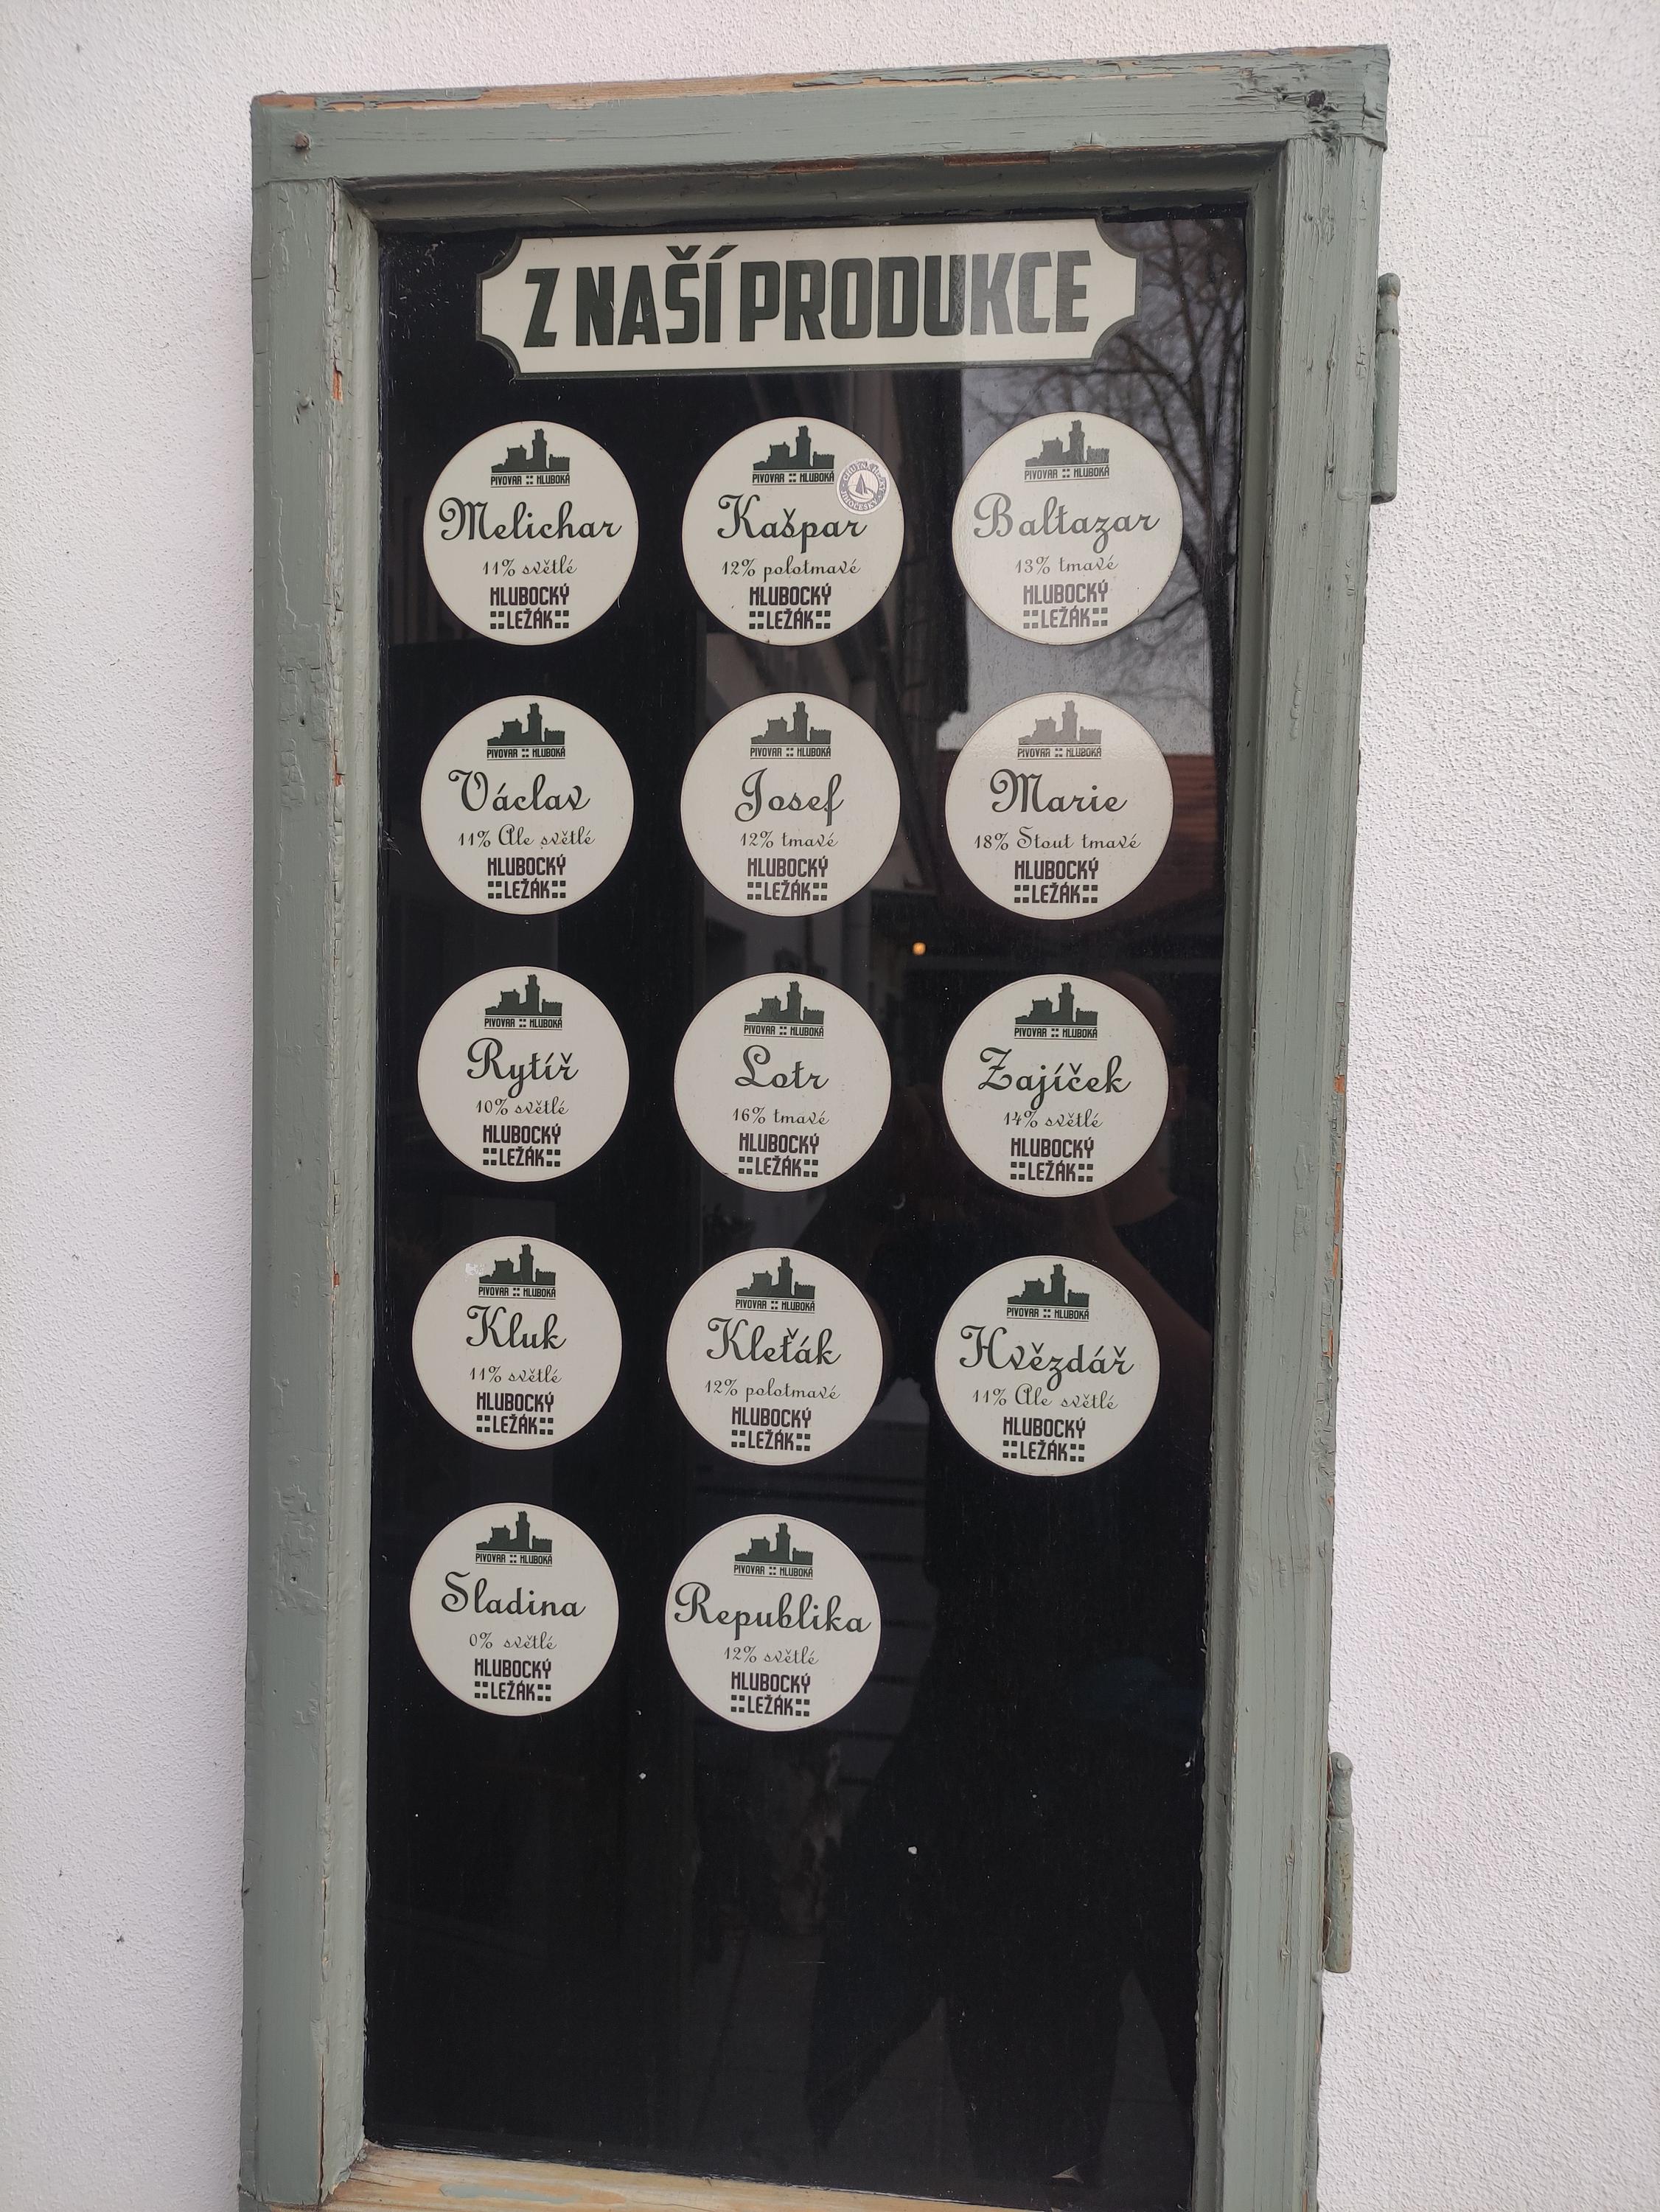 Z NAŠÍ PRODUKCE
PIVOVAR :: HLUBOKÁ
Melichar
11% světlé
HLUBOCKÝ
::LEŽÁK::
PIVOVAR :: HLUBOKÁ
Kašpar
12% polotmavé
HLUBOCKÝ
::LEŽÁK::
PIVOVAR :: HLUBOKÁ
Baltazar
13% tmavé
HLUBOCKÝ
::LEŽÁK::
PIVOVAR :: HLUBOKÁ
Václav
11% Ale světlé
HLUBOCKÝ
::LEŽÁK::
PIVOVAR :: HLUBOKÁ
Josef
12% tmavé
HLUBOCKÝ
::LEŽÁK::
PIVOVAR :: HLUBOKÁ
Marie
18% Stout tmavé
HLUBOCKÝ
::LEŽÁK::
PIVOVAR :: HLUBOKÁ
Rytíř
10% světlé
HLUBOCKÝ
::LEŽÁK::
PIVOVAR :: HLUBOKÁ
Lotr
16% tmavé
HLUBOCKÝ
::LEŽÁK::
PIVOVAR :: HLUBOKÁ
Zajíček
14% světlé
HLUBOCKÝ
::LEŽÁK::
PIVOVAR :: HLUBOKÁ
Kluk
11% světlé
HLUBOCKÝ
::LEŽÁK::
PIVOVAR :: HLUBOKÁ
Kleťák
12% polotmavé
HLUBOCKÝ
::LEŽÁK::
PIVOVAR :: HLUBOKÁ
Hvězdář
11% Ale světlé
HLUBOCKÝ
::LEŽÁK::
PIVOVAR :: HLUBOKÁ
Sladina
0% světlé
HLUBOCKÝ
::LEŽÁK::
PIVOVAR :: HLUBOKÁ
Republika
12% světlé
HLUBOCKÝ
::LEŽÁK::